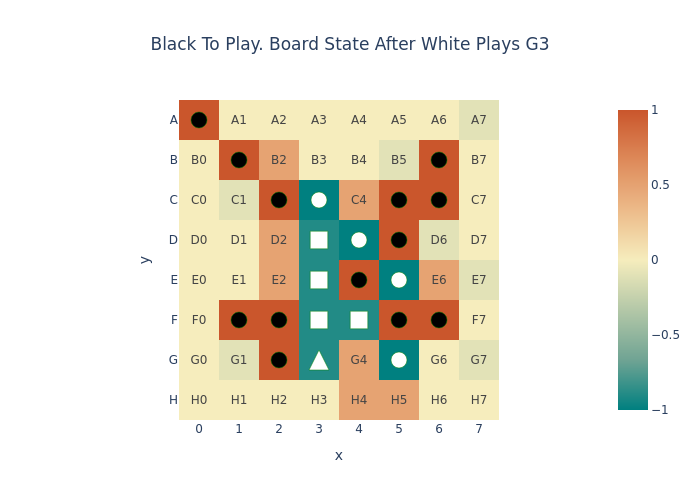 Black To Play. Board State After White Plays G3
A A1 A2 A3 A4 A5 A6 A7 1
B B0 B2 B3 B4 B5 B7
C C0 C1 C4 C7 0.5
D D0 D1 D2 D6 D7
y 0
E E0 E1 E2 E6 E7
F F0 F7 −0.5
G G0 G1 G4 G6 G7
H H0 H1 H2 H3 H4 H5 H6 H7 −1
0 1 2 3 4 5 6 7
x